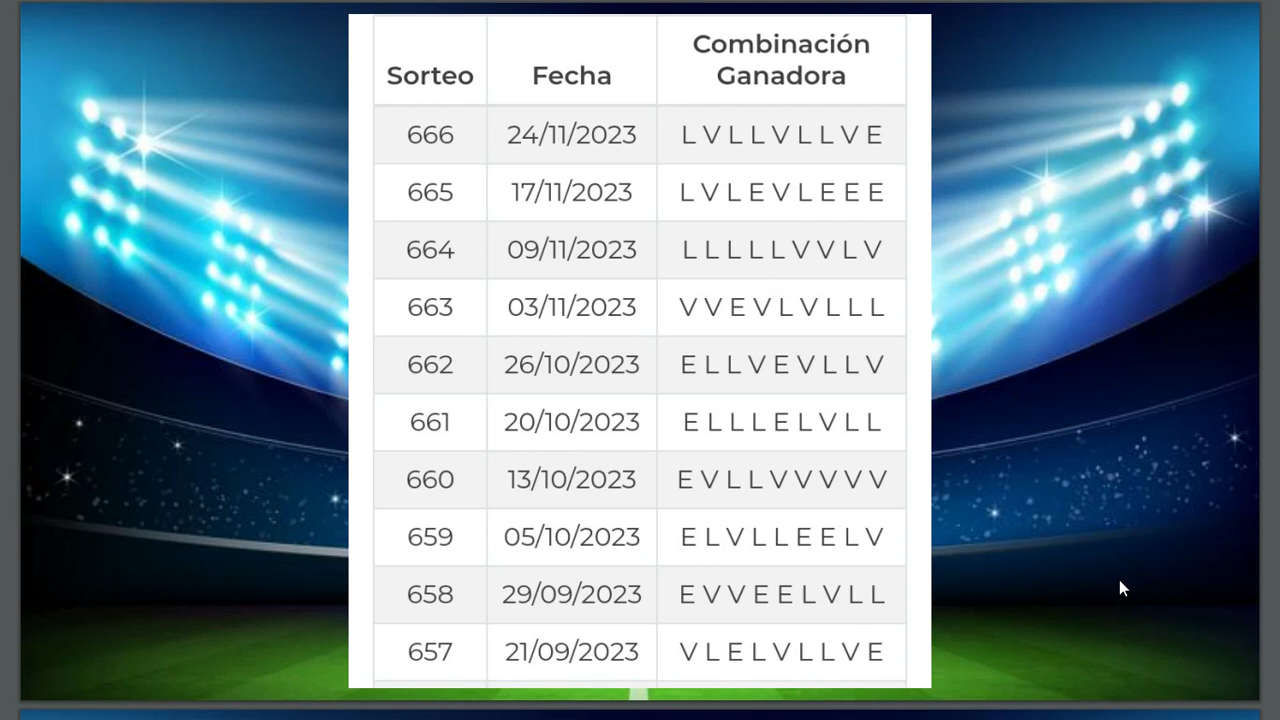 Sorteo Fecha Combinación Ganadora
666 24/11/2023 L V L L V L L V E
665 17/11/2023 L V L E V L E E E
664 09/11/2023 L L L L L V V L V
663 03/11/2023 V V E V L V L L L
662 26/10/2023 E L L V E V L L V
661 20/10/2023 E L L L E L V L L
660 13/10/2023 E V L L V V V V V
659 05/10/2023 E L V L L E E L V
658 29/09/2023 E V V E E L V L L
657 21/09/2023 V L E L V L L V E